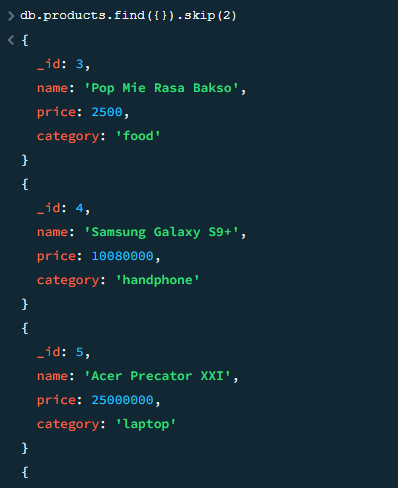 > db.products.find({}).skip(2)
< {
_id: 3,
name: 'Pop Mie Rasa Bakso',
price: 2500,
category: 'food'
}
{
_id: 4,
name: 'Samsung Galaxy S9+',
price: 10080000,
category: 'handphone'
}
{
_id: 5,
name: 'Acer Precator XXI',
price: 25000000,
category: 'laptop'
}
{